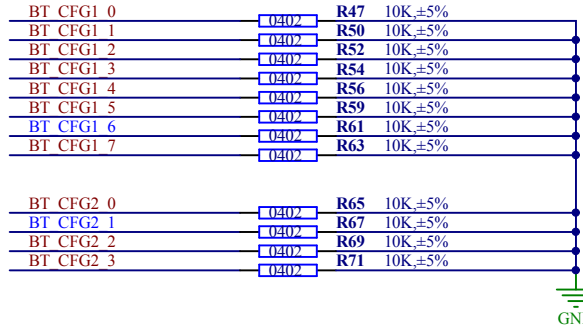 BT_CFG1_0 0402 R47 10K,±5%
BT_CFG1_1 0402 R50 10K,±5%
BT_CFG1_2 0402 R52 10K,±5%
BT_CFG1_3 0402 R54 10K,±5%
BT_CFG1_4 0402 R56 10K,±5%
BT_CFG1_5 0402 R59 10K,±5%
BT_CFG1_6 0402 R61 10K,±5%
BT_CFG1_7 0402 R63 10K,±5%
BT_CFG2_0 0402 R65 10K,±5%
BT_CFG2_1 0402 R67 10K,±5%
BT_CFG2_2 0402 R69 10K,±5%
BT_CFG2_3 0402 R71 10K,±5%
GN